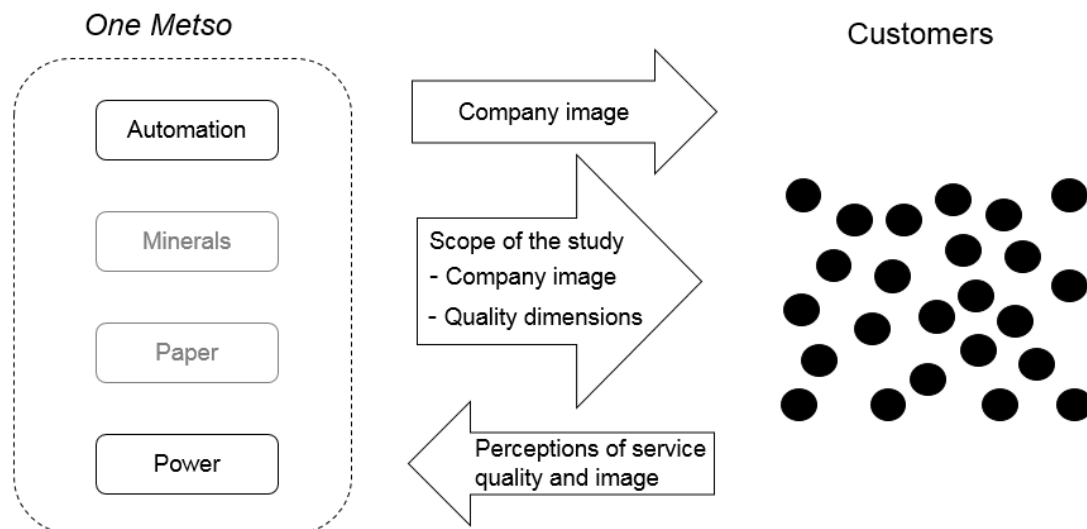 One Metso
Customers
Automation
Minerals
Paper
Power
Company image
Scope of the study
- Company image
- Quality dimensions
Perceptions of service
quality and image